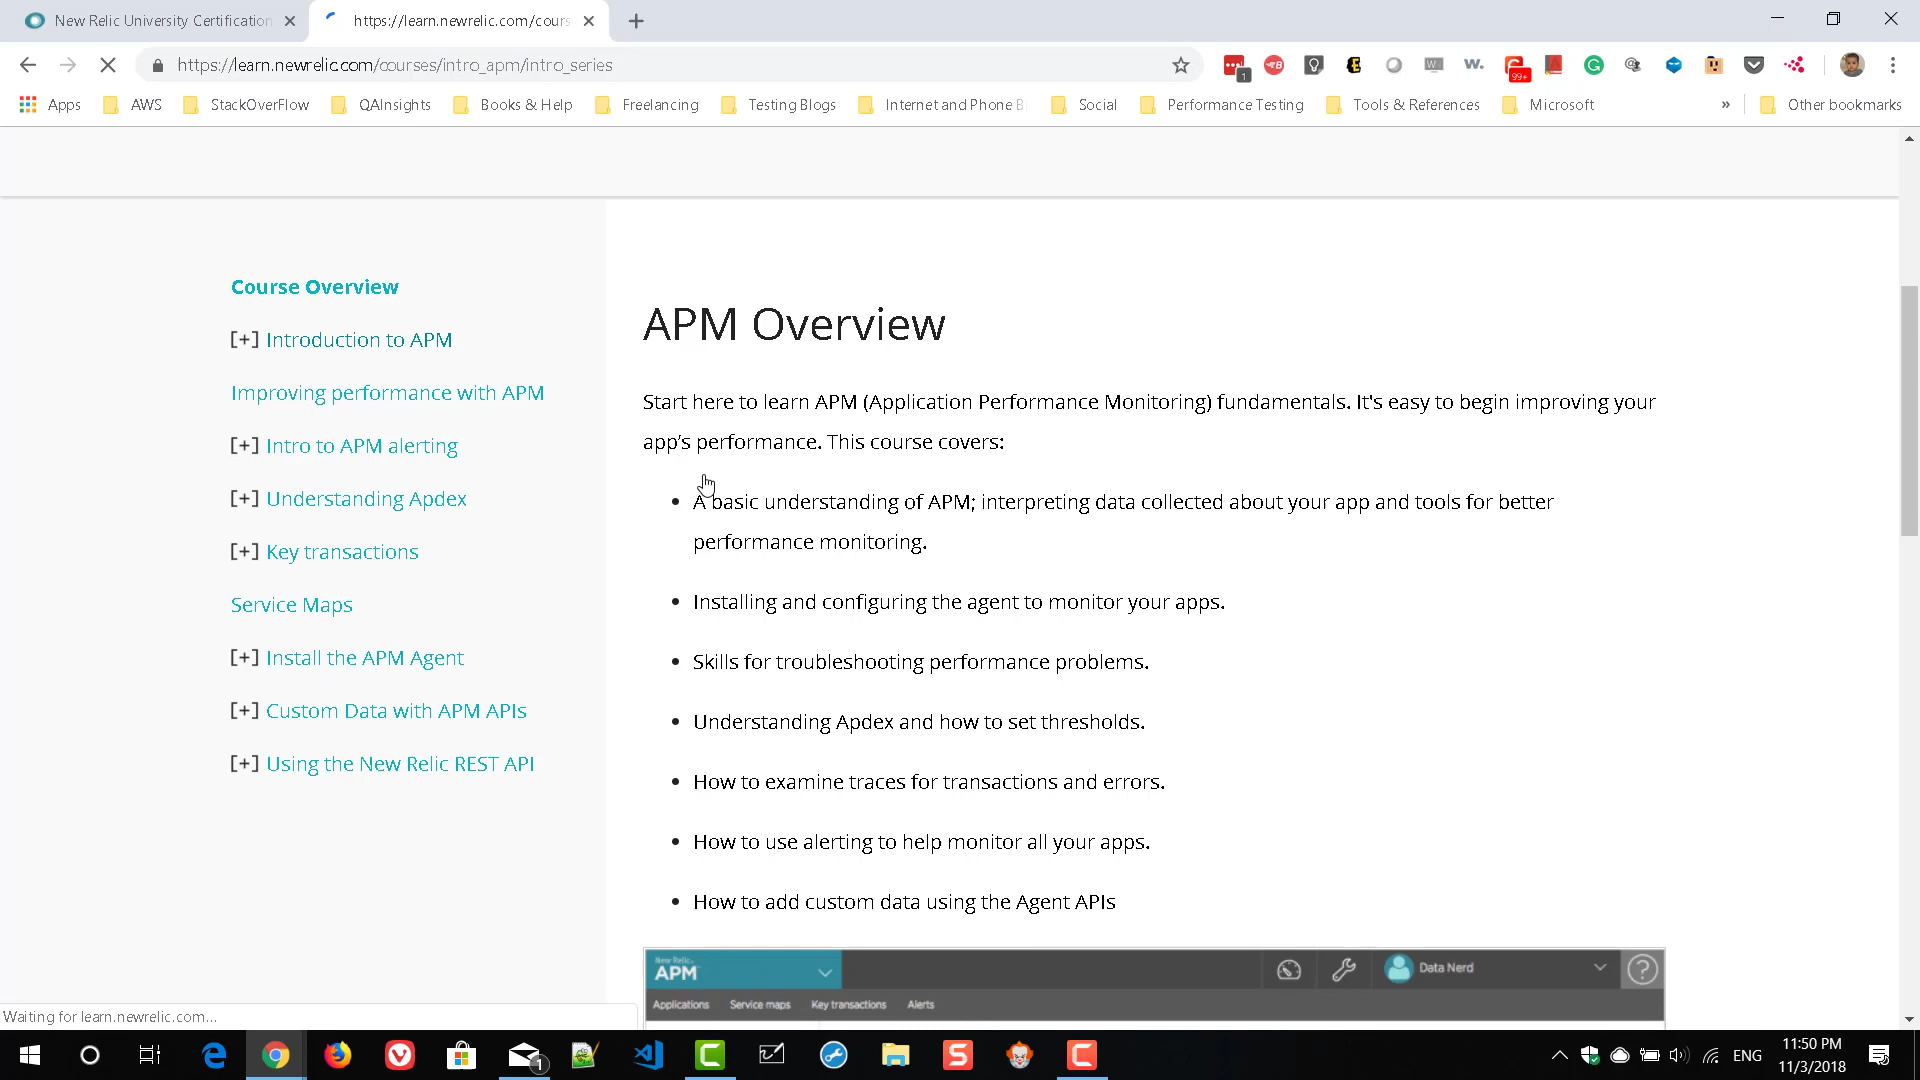 New Relic University Certification
https://learn.newrelic.com/cours
https://learn.newrelic.com/courses/intro_apm/intro_series
1
99+
Apps AWS StackOverFlow QAInsights Books & Help Freelancing Testing Blogs Internet and Phone B Social Performance Testing Tools & References Microsoft » Other bookmarks
Course Overview
[+] Introduction to APM
Improving performance with APM
[+] Intro to APM alerting
[+] Understanding Apdex
[+] Key transactions
Service Maps
[+] Install the APM Agent
[+] Custom Data with APM APIs
[+] Using the New Relic REST API
APM Overview
Start here to learn APM (Application Performance Monitoring) fundamentals. It's easy to begin improving your
app's performance. This course covers:
• A basic understanding of APM; interpreting data collected about your app and tools for better
performance monitoring.
• Installing and configuring the agent to monitor your apps.
• Skills for troubleshooting performance problems.
• Understanding Apdex and how to set thresholds.
• How to examine traces for transactions and errors.
• How to use alerting to help monitor all your apps.
• How to add custom data using the Agent APIs
New Relic
APM
Data Nerd
Applications Service maps Key transactions Alerts
Waiting for learn.newrelic.com...
1
ENG
11:50 PM
11/3/2018